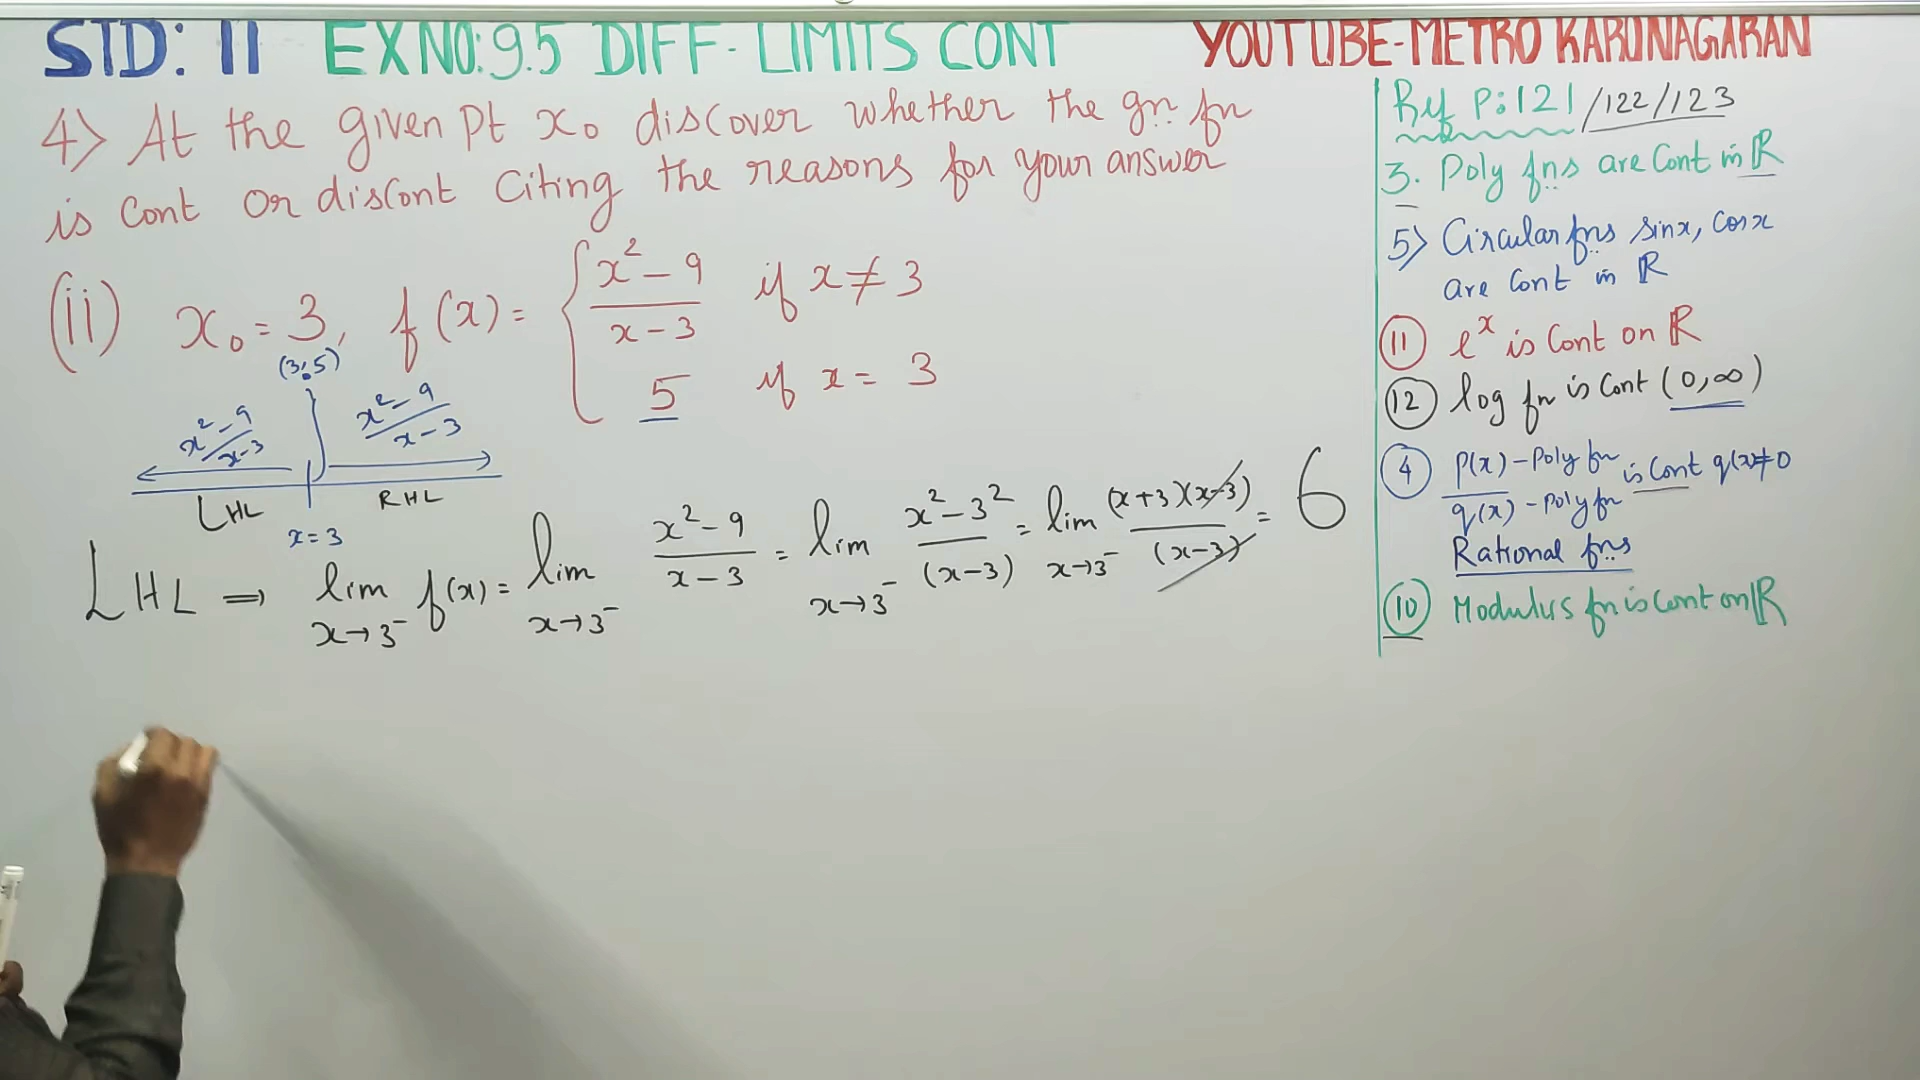 STD: 11 EX NO: 9.5 DIFF- LIMITS CONT YOUTUBE-METRO KARUNAGARAN
4) At the given Pt x₀ discover whether the gn fn
is Cont or discont Citing the reasons for your answer
(ii) x₀ = 3, f(x) = { (x² - 9)/(x - 3) if x ≠ 3
5 if x = 3
(3,5)
(x² - 9)/(x - 3) (x² - 9)/(x - 3)
LHL RHL
x = 3
LHL ⇒ lim x→3⁻ f(x) = lim x→3⁻ (x² - 9)/(x - 3) = lim x→3⁻ (x² - 3²)/(x - 3) = lim x→3⁻ (x+3)(x-3)/(x-3) = 6
Ref P: 121 /122/123
3. Poly fns are Cont in ℝ
5) Circular fns sinx, cosx
are Cont in ℝ
(11) eˣ is Cont on ℝ
(12) log fn is Cont (0,∞)
(4) P(x) - Poly fn
q(x) - Poly fn is Cont q(x)≠0
Rational fns
(10) Modulus fn is Cont on ℝ